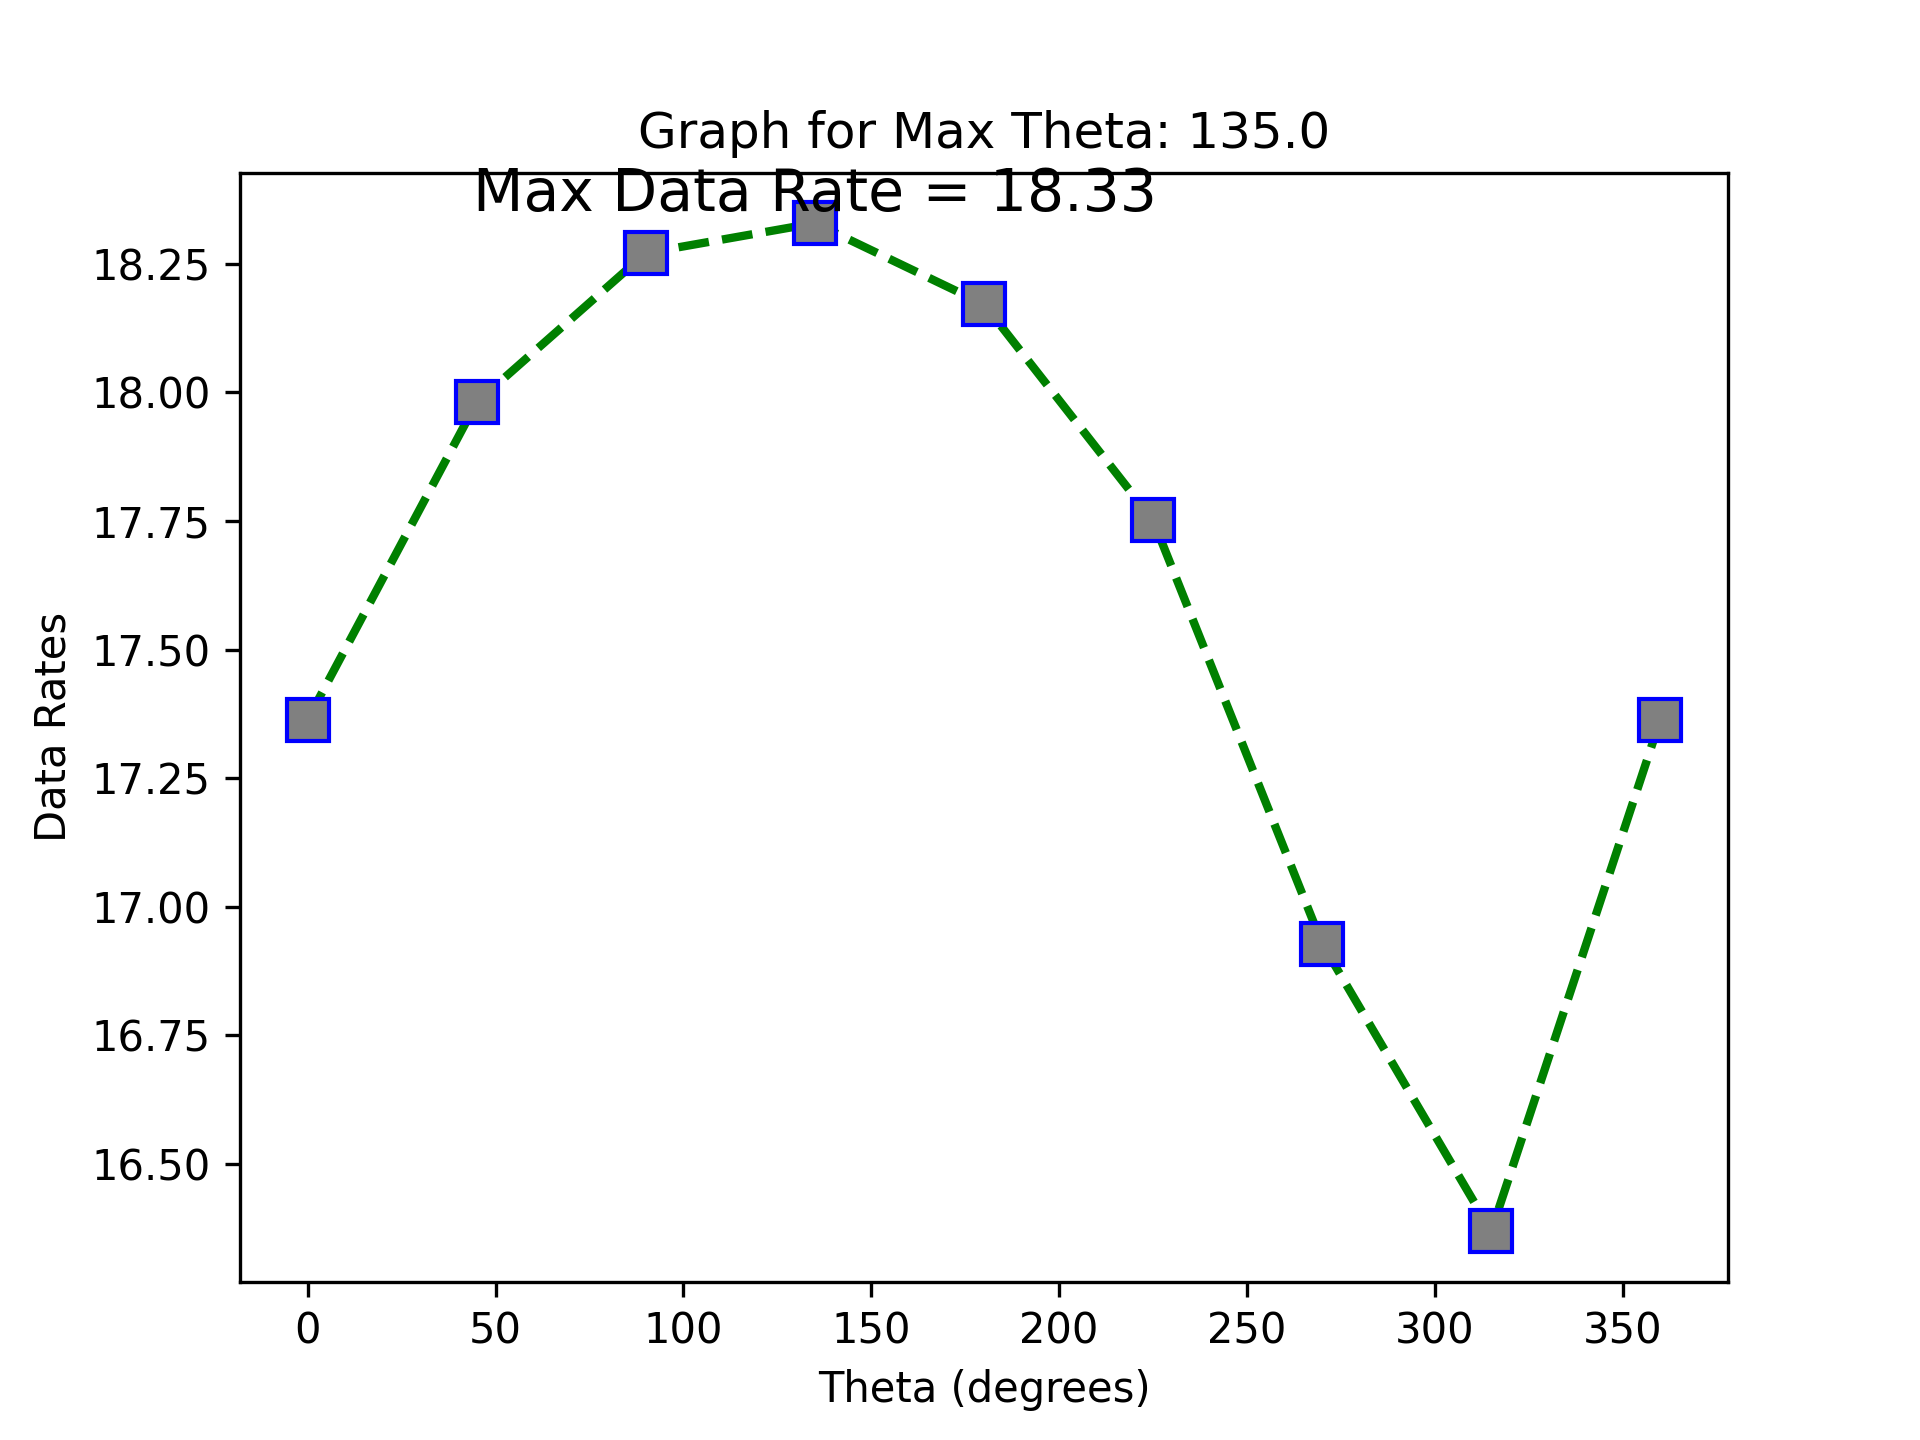 Graph for Max Theta: 135.0
Max Data Rate = 18.33
18.25
18.00
17.75
17.50
17.25
17.00
16.75
16.50
Data Rates
0 50 100 150 200 250 300 350
Theta (degrees)